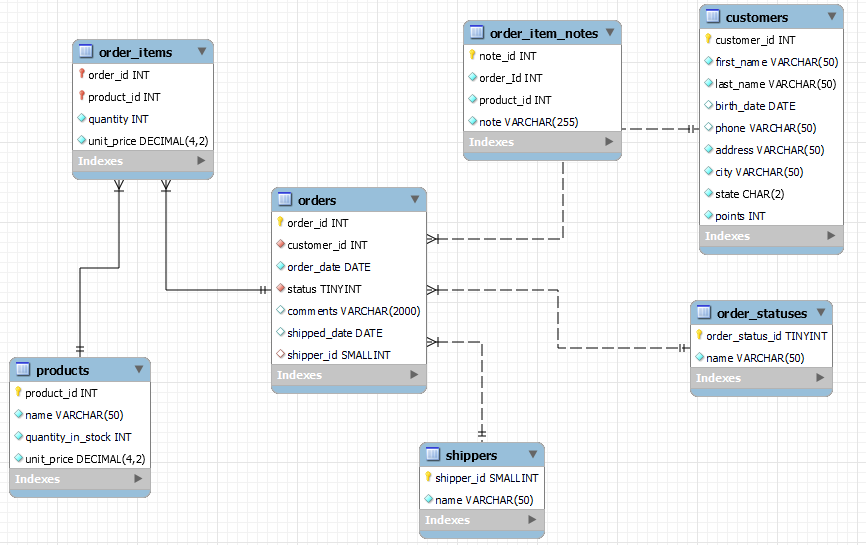 order_items
order_id INT
product_id INT
quantity INT
unit_price DECIMAL(4,2)
Indexes
order_item_notes
note_id INT
order_Id INT
product_id INT
note VARCHAR(255)
Indexes
customers
customer_id INT
first_name VARCHAR(50)
last_name VARCHAR(50)
birth_date DATE
phone VARCHAR(50)
address VARCHAR(50)
city VARCHAR(50)
state CHAR(2)
points INT
Indexes
orders
order_id INT
customer_id INT
order_date DATE
status TINYINT
comments VARCHAR(2000)
shipped_date DATE
shipper_id SMALLINT
Indexes
order_statuses
order_status_id TINYINT
name VARCHAR(50)
Indexes
products
product_id INT
name VARCHAR(50)
quantity_in_stock INT
unit_price DECIMAL(4,2)
Indexes
shippers
shipper_id SMALLINT
name VARCHAR(50)
Indexes